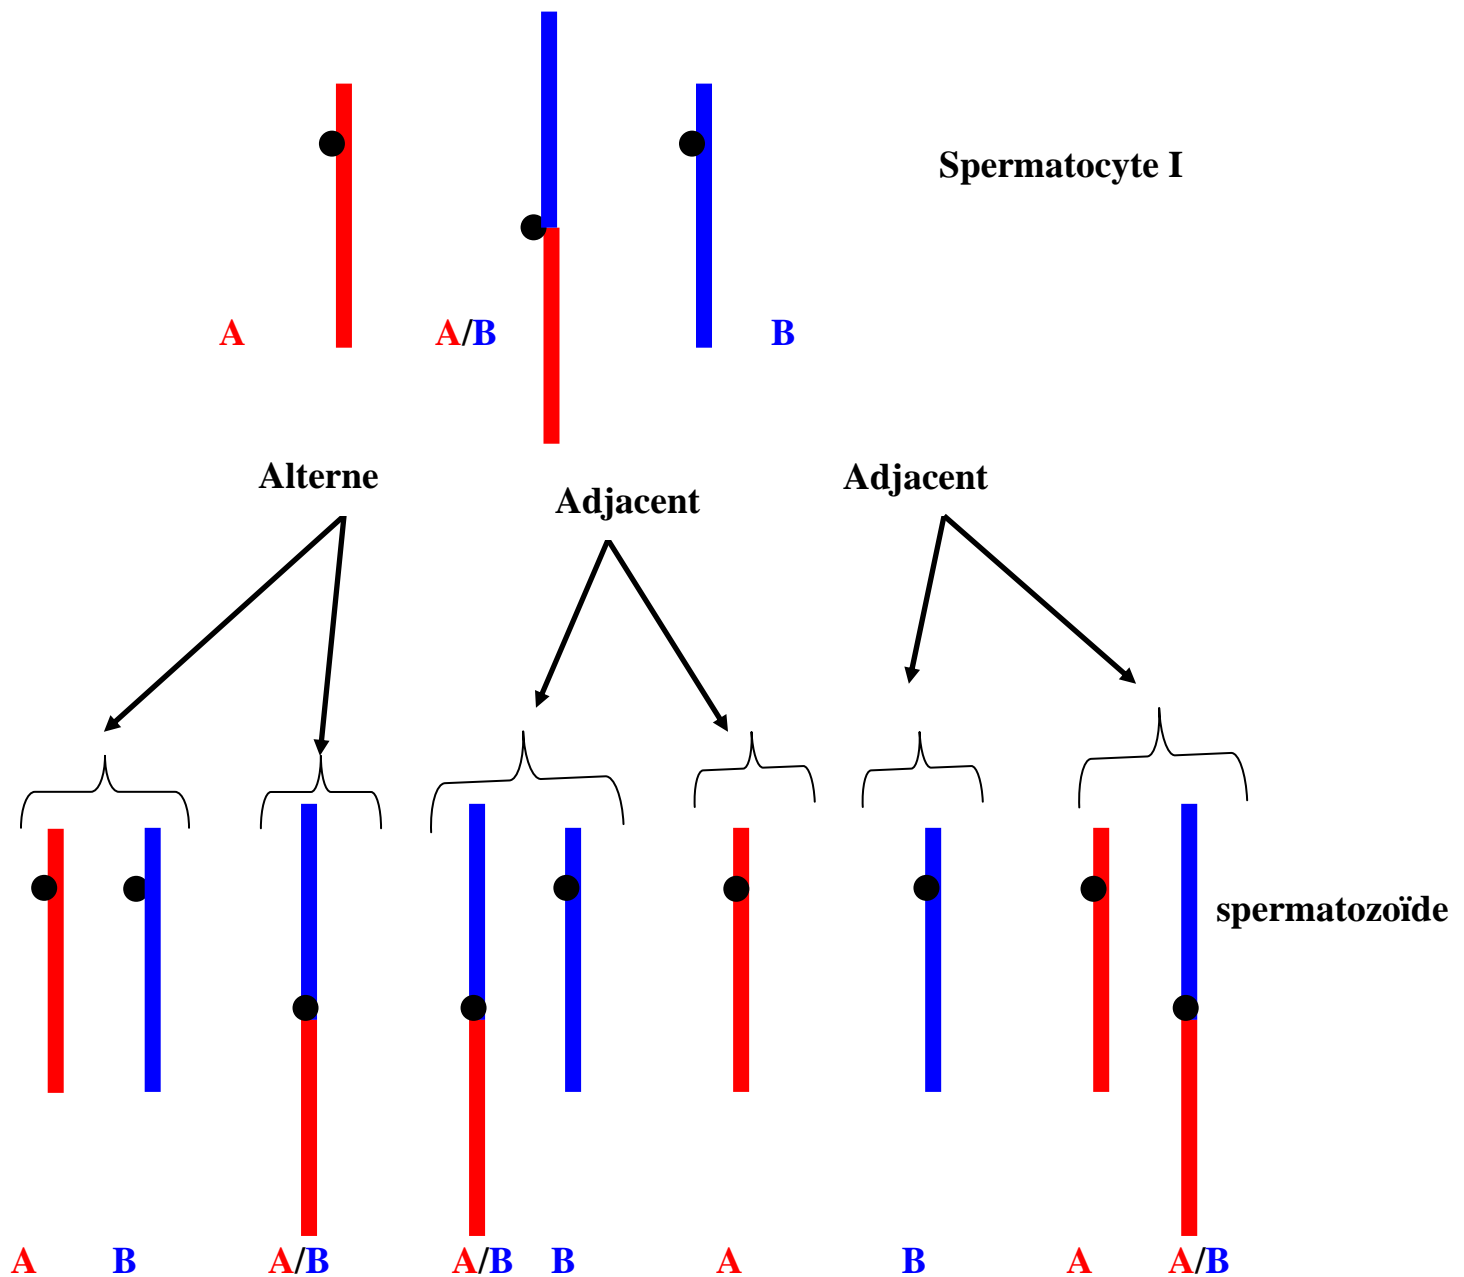 Spermatocyte I
A A/B B
Alterne Adjacent Adjacent
spermatozoïde
A B A/B A/B B A B A A/B